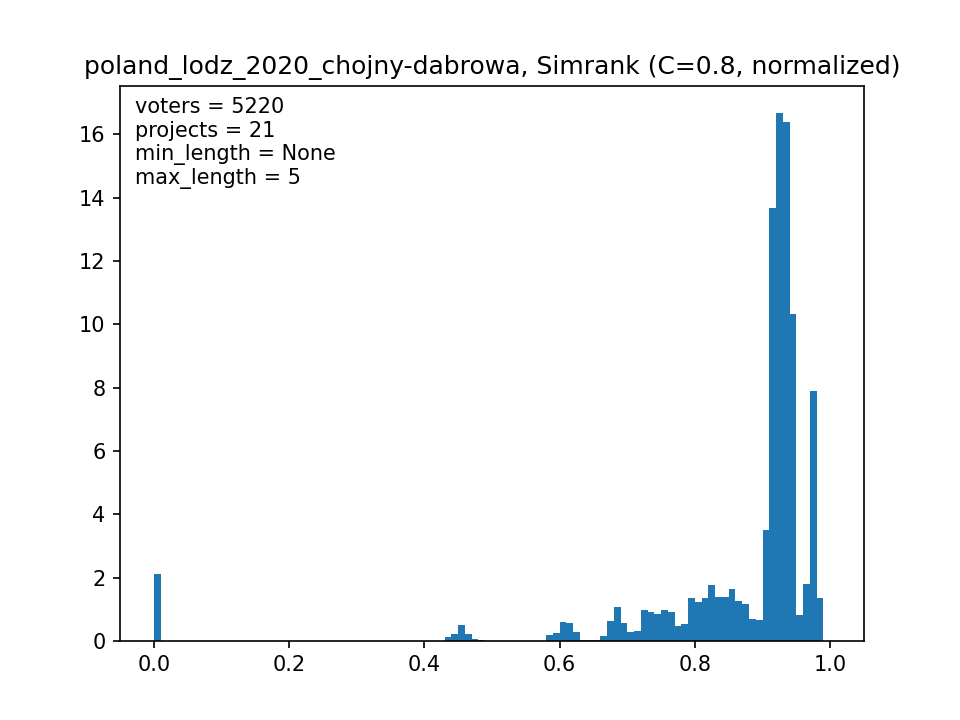 poland_lodz_2020_chojny-dabrowa, Simrank (C=0.8, normalized)
voters = 5220
projects = 21
min_length = None
max_length = 5
16
14
12
10
8
6
4
2
0
0.0 0.2 0.4 0.6 0.8 1.0